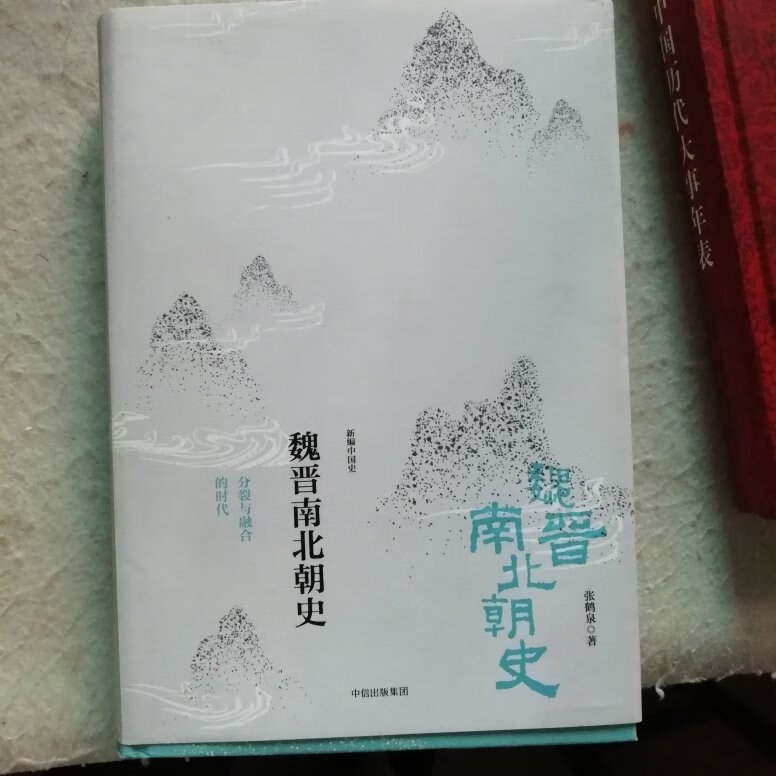 新编中国史
魏晋南北朝史
分裂与融合
的时代
魏晋
南北朝史
张鹤泉◎著
中信出版集团
中国历代大事年表